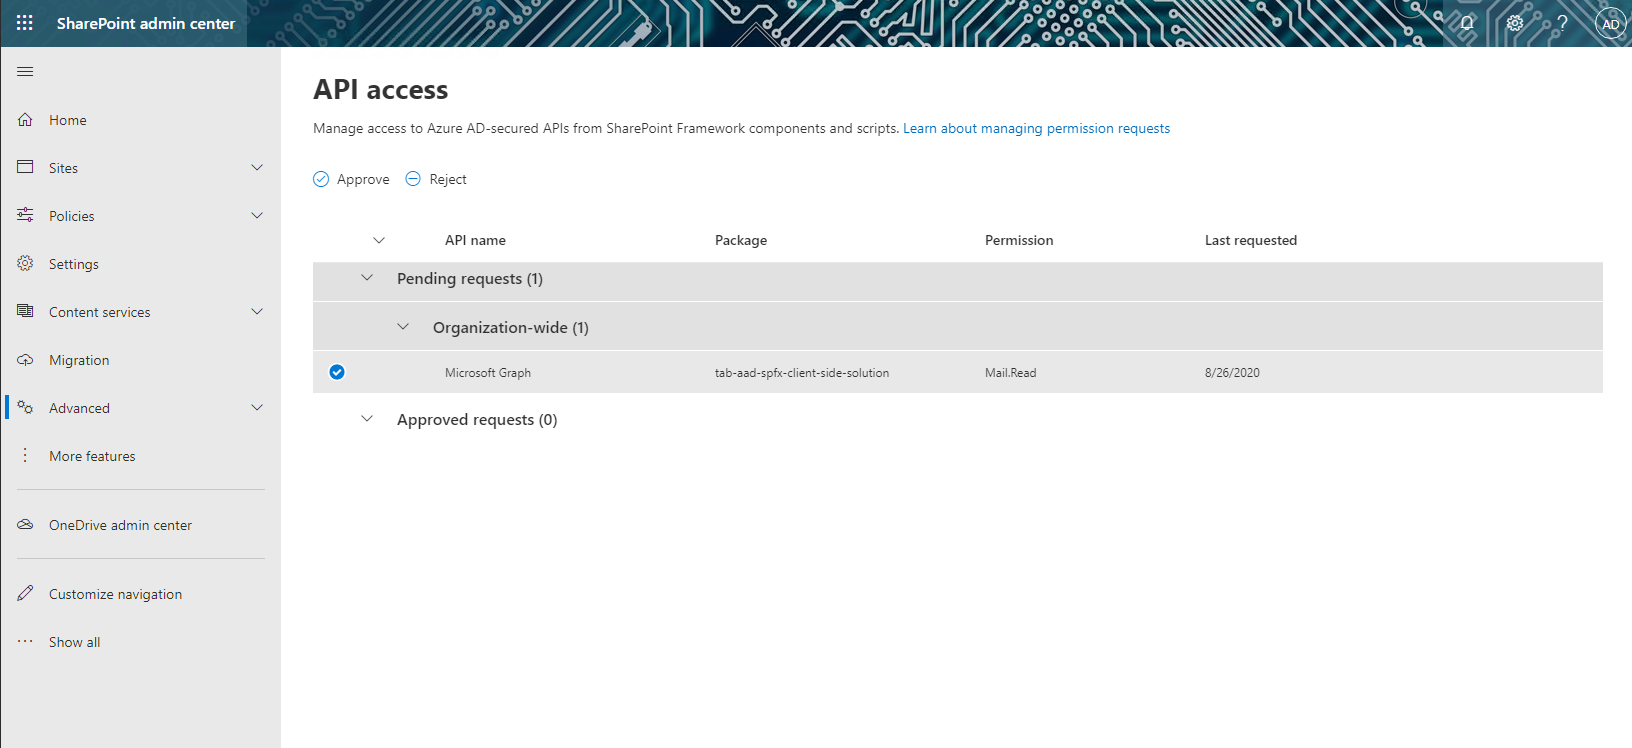 SharePoint admin center
AD
Home
Sites
Policies
Settings
Content services
Migration
Advanced
More features
OneDrive admin center
Customize navigation
Show all
API access
Manage access to Azure AD-secured APIs from SharePoint Framework components and scripts. Learn about managing permission requests
Approve Reject
API name Package Permission Last requested
Pending requests (1)
Organization-wide (1)
Microsoft Graph tab-aad-spfx-client-side-solution Mail.Read 8/26/2020
Approved requests (0)